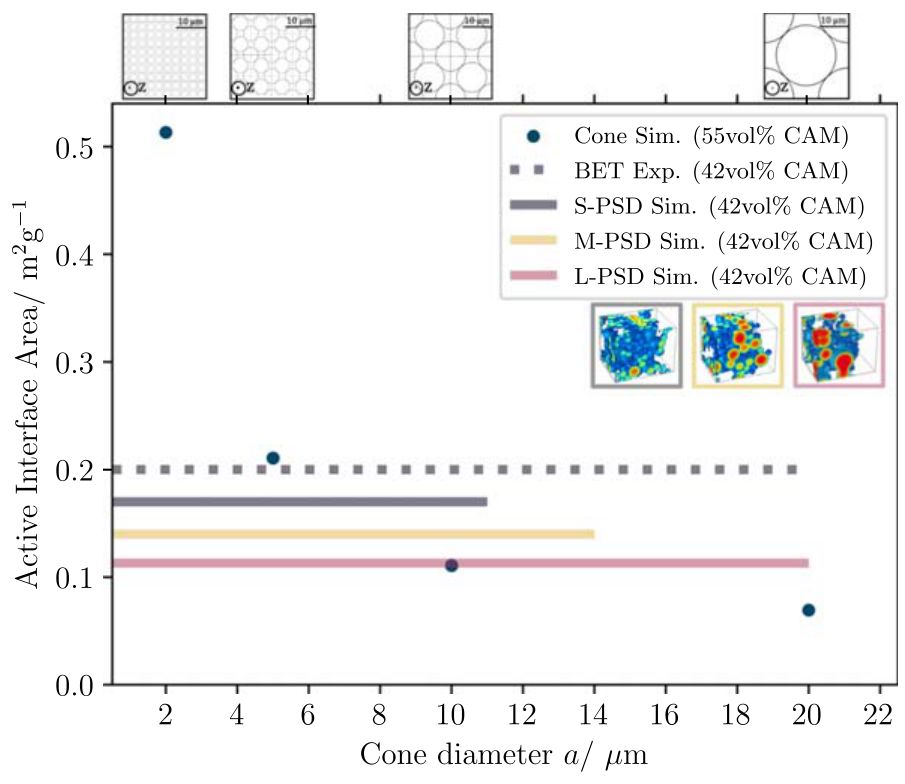 10 µm
10 µm
10 µm
10 µm
⊙Z
⊙Z
⊙Z
⊙Z
Cone Sim. (55vol% CAM)
BET Exp. (42vol% CAM)
S-PSD Sim. (42vol% CAM)
M-PSD Sim. (42vol% CAM)
L-PSD Sim. (42vol% CAM)
Active Interface Area/ m²g⁻¹
0.5
0.4
0.3
0.2
0.1
0.0
2 4 6 8 10 12 14 16 18 20 22
Cone diameter a/ µm